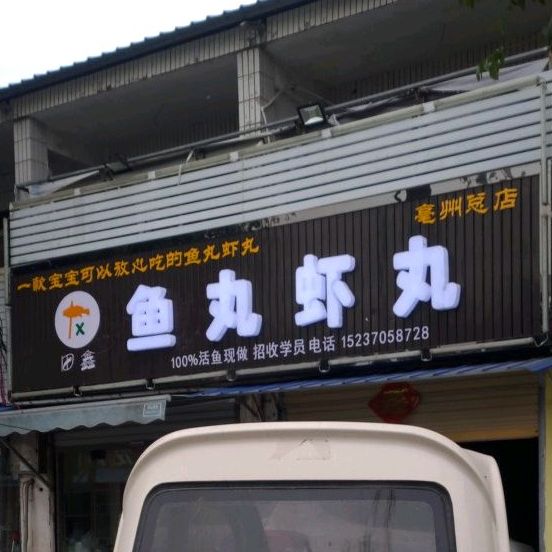 亳州总店
一款宝宝可以放心吃的鱼丸虾丸
鱼丸虾丸
鑫
100%活鱼现做 招收学员 电话 15237058728